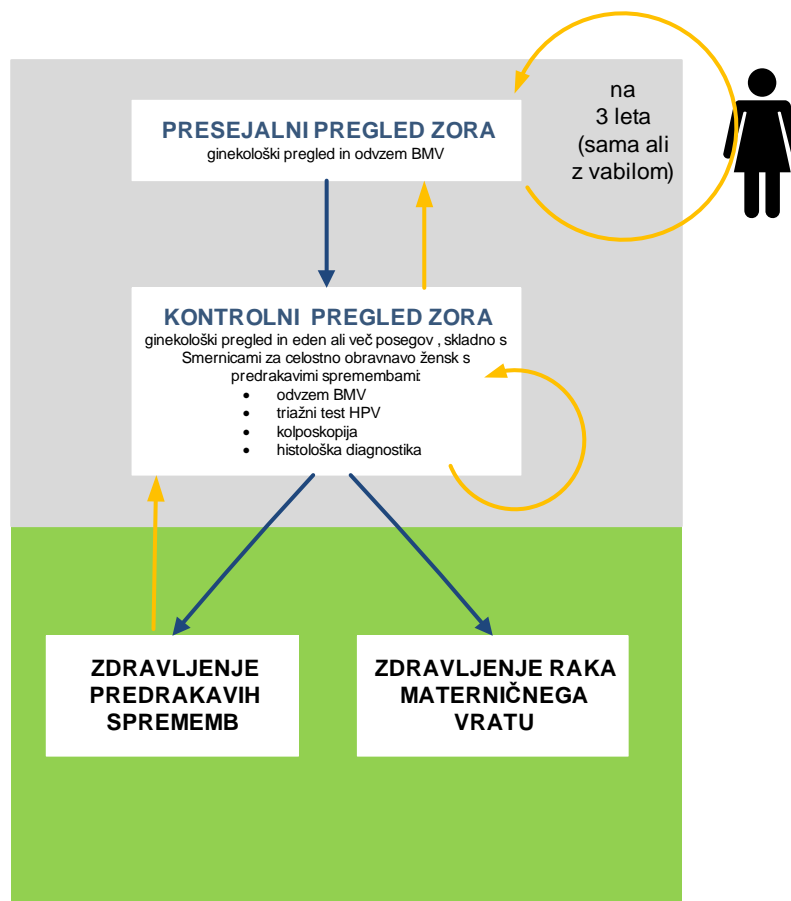 PRESEJALNI PREGLED ZORA
ginekološki pregled in odvzem BMV
na
3 leta
(sama ali
z vabilom)
KONTROLNI PREGLED ZORA
ginekološki pregled in eden ali več posegov , skladno s
Smernicami za celostno obravnavo žensk s
predrakavimi spremembami:
• odvzem BMV
• triažni test HPV
• kolposkopija
• histološka diagnostika
ZDRAVLJENJE
PREDRAKAVIH
SPREMEMB
ZDRAVLJENJE RAKA
MATERNIČNEGA
VRATU